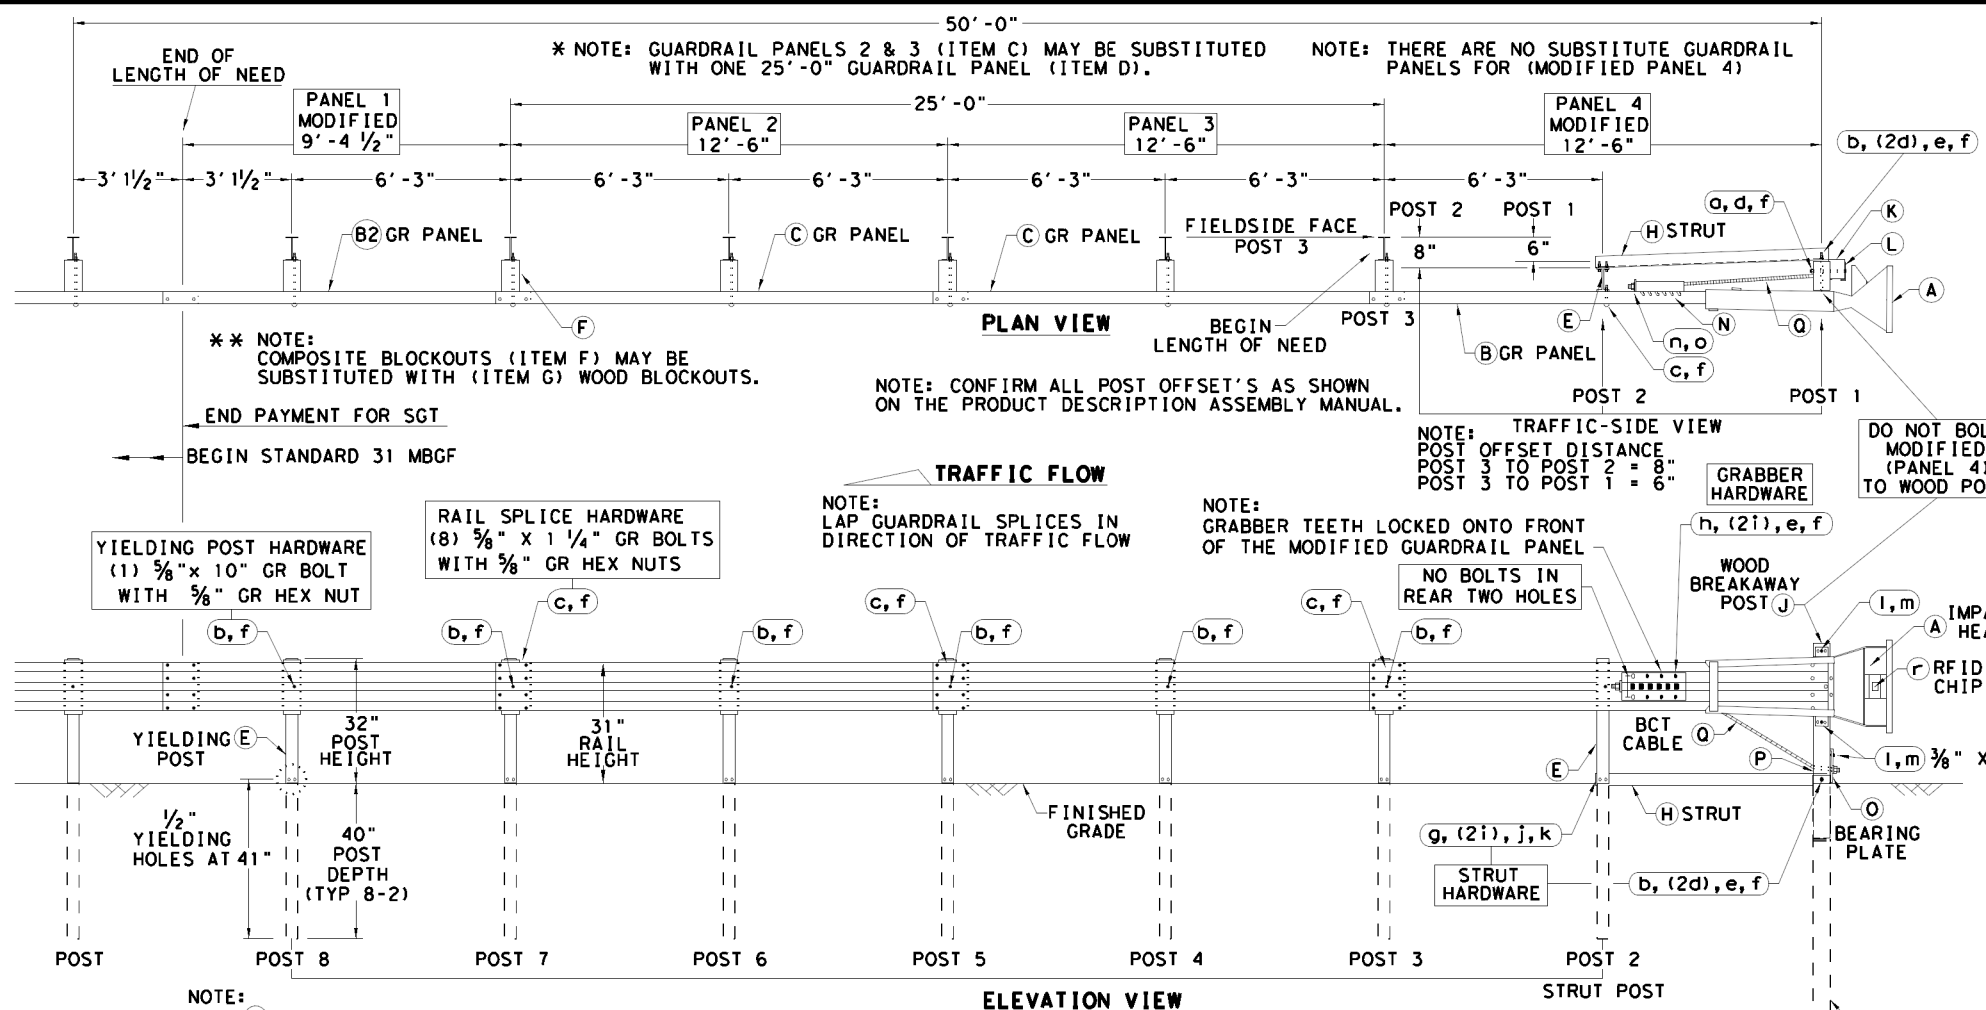 50'-0"
* NOTE: GUARDRAIL PANELS 2 & 3 (ITEM C) MAY BE SUBSTITUTED
WITH ONE 25'-0" GUARDRAIL PANEL (ITEM D).
NOTE: THERE ARE NO SUBSTITUTE GUARDRAIL
PANELS FOR (MODIFIED PANEL 4)
END OF
LENGTH OF NEED
PANEL 1
MODIFIED
9'-4 1/2"
25'-0"
PANEL 2
12'-6"
PANEL 3
12'-6"
PANEL 4
MODIFIED
12'-6"
b, (2d), e, f
3' 1 1/2"
3' 1 1/2"
6'-3"
6'-3"
6'-3"
6'-3"
6'-3"
6'-3"
B2 GR PANEL
C GR PANEL
C GR PANEL
FIELDSIDE FACE
POST 3
POST 2
8"
POST 1
6"
a, d, f
H STRUT
K
L
A
F
PLAN VIEW
BEGIN
LENGTH OF NEED
POST 3
B GR PANEL
E
N
Q
n, o
c, f
POST 2
POST 1
** NOTE:
COMPOSITE BLOCKOUTS (ITEM F) MAY BE
SUBSTITUTED WITH (ITEM G) WOOD BLOCKOUTS.
NOTE: CONFIRM ALL POST OFFSET'S AS SHOWN
ON THE PRODUCT DESCRIPTION ASSEMBLY MANUAL.
END PAYMENT FOR SGT
BEGIN STANDARD 31 MBGF
TRAFFIC-SIDE VIEW
NOTE:
POST OFFSET DISTANCE
POST 3 TO POST 2 = 8"
POST 3 TO POST 1 = 6"
DO NOT BOL
MODIFIED
(PANEL 4)
TO WOOD PO
TRAFFIC FLOW
NOTE:
LAP GUARDRAIL SPLICES IN
DIRECTION OF TRAFFIC FLOW
NOTE:
GRABBER TEETH LOCKED ONTO FRONT
OF THE MODIFIED GUARDRAIL PANEL
GRABBER
HARDWARE
h, (2i), e, f
YIELDING POST HARDWARE
(1) 5/8"x 10" GR BOLT
WITH 5/8" GR HEX NUT
RAIL SPLICE HARDWARE
(8) 5/8" X 1 1/4" GR BOLTS
WITH 5/8" GR HEX NUTS
NO BOLTS IN
REAR TWO HOLES
WOOD
BREAKAWAY
POST J
l, m
A IMPA
HEA
r RFID
CHIP
b, f
b, f
c, f
b, f
c, f
b, f
b, f
c, f
b, f
YIELDING E
POST
32"
POST
HEIGHT
31"
RAIL
HEIGHT
BCT
CABLE
Q
E
P
l, m 3/8" X
1/2"
YIELDING
HOLES AT 41"
40"
POST
DEPTH
(TYP 8-2)
FINISHED
GRADE
H STRUT
O
BEARING
PLATE
g, (2i), j, k
STRUT
HARDWARE
b, (2d), e, f
POST
POST 8
POST 7
POST 6
POST 5
POST 4
POST 3
POST 2
STRUT POST
NOTE:
ELEVATION VIEW